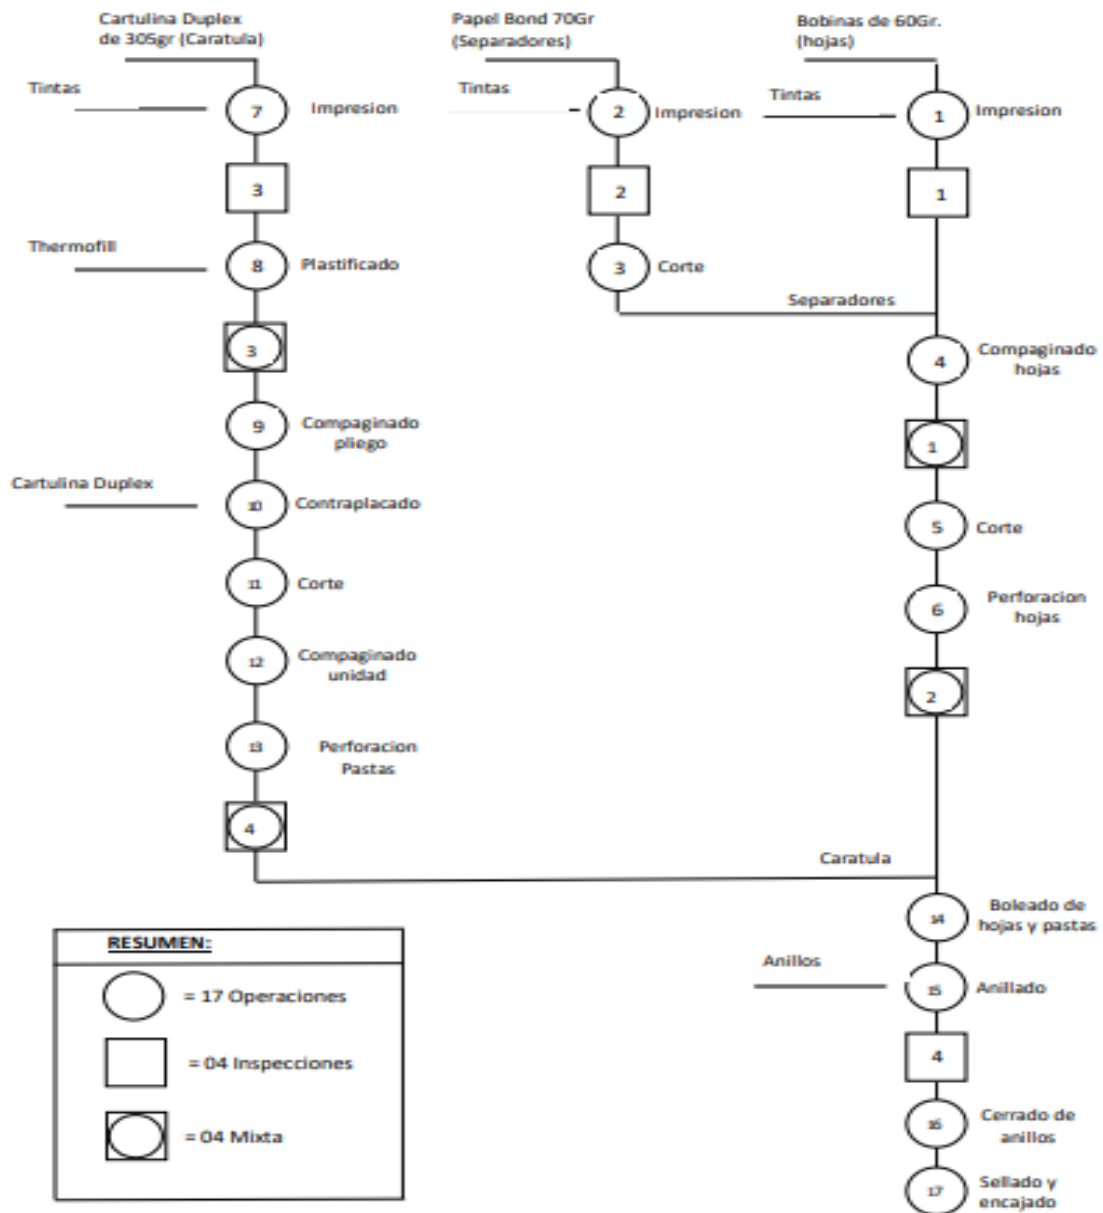 Cartulina Duplex
de 305gr (Caratula)
Papel Bond 70Gr
(Separadores)
Bobinas de 60Gr.
(hojas)
Tintas
7
Impresion
Tintas
2
Impresion
Tintas
1
Impresion
3
2
1
Thermofill
8
Plastificado
3
Corte
Separadores
3
4
Compaginado
hojas
9
Compaginado
pliego
1
Cartulina Duplex
10
Contraplacado
5
Corte
11
Corte
6
Perforacion
hojas
12
Compaginado
unidad
2
13
Perforacion
Pastas
4
Caratula
14
Boleado de
hojas y pastas
Anillos
15
Anillado
4
16
Cerrado de
anillos
17
Sellado y
encajado
RESUMEN:
= 17 Operaciones
= 04 Inspecciones
= 04 Mixta